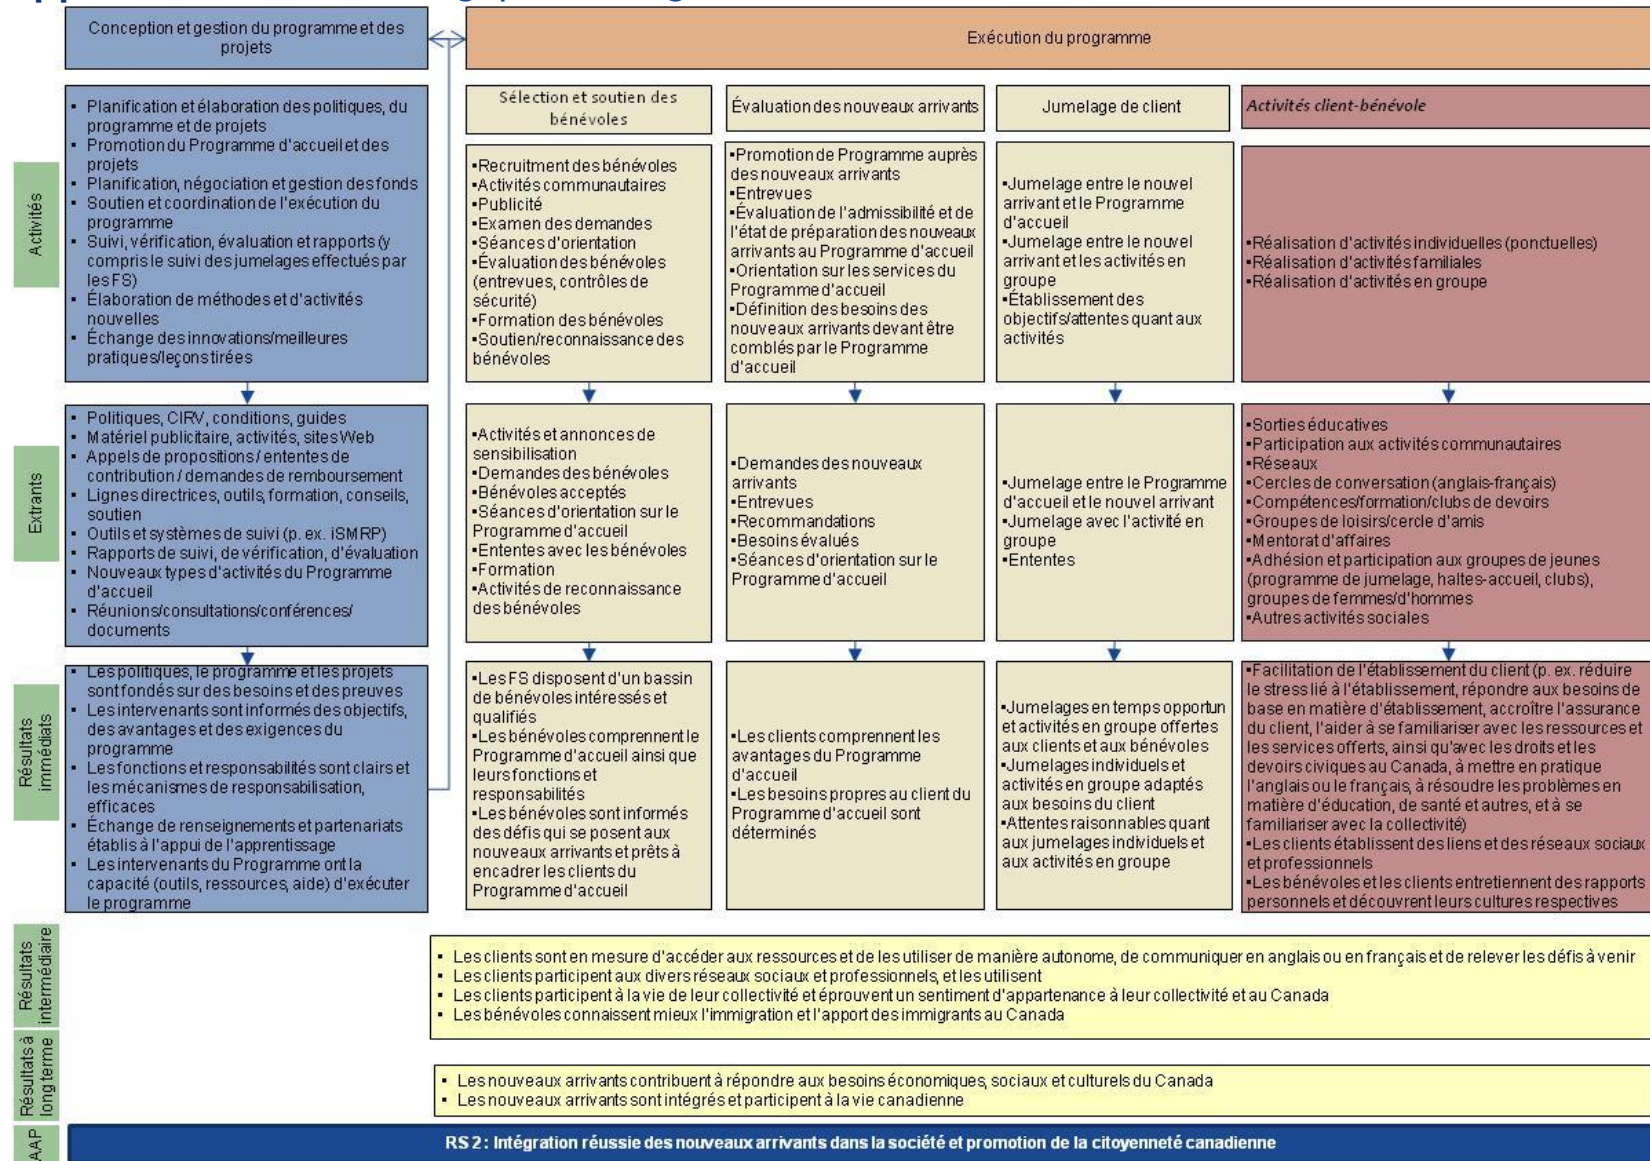 Conception et gestion du programme et des
projets
Exécution du programme
Activités
• Planification et élaboration des politiques, du
programme et de projets
• Promotion du Programme d'accueil et des
projets
• Planification, négociation et gestion des fonds
• Soutien et coordination de l'exécution du
programme
• Suivi, vérification, évaluation et rapports (y
compris le suivi des jumelages effectués par
les FS)
• Élaboration de méthodes et d'activités
nouvelles
• Échange des innovations/meilleures
pratiques/leçons tirées
Sélection et soutien des
bénévoles
▪Recruitment des bénévoles
▪Activités communautaires
▪Publicité
▪Examen des demandes
▪Séances d'orientation
▪Évaluation des bénévoles
(entrevues, contrôles de
sécurité)
▪Formation des bénévoles
▪Soutien/reconnaissance des
bénévoles
Évaluation des nouveaux arrivants
▪Promotion de Programme auprès
des nouveaux arrivants
▪Entrevues
▪Évaluation de l'admissibilité et de
l'état de préparation des nouveaux
arrivants au Programme d'accueil
▪Orientation sur les services du
Programme d'accueil
▪Définition des besoins des
nouveaux arrivants devant être
comblés par le Programme
d'accueil
Jumelage de client
▪Jumelage entre le nouvel
arrivant et le Programme
d'accueil
▪Jumelage entre le nouvel
arrivant et les activités en
groupe
▪Établissement des
objectifs/attentes quant aux
activités
Activités client-bénévole
▪Réalisation d'activités individuelles (ponctuelles)
▪Réalisation d'activités familiales
▪Réalisation d'activités en groupe
Extrants
• Politiques, CIRV, conditions, guides
• Matériel publicitaire, activités, sites Web
• Appels de propositions / ententes de
contribution / demandes de remboursement
• Lignes directrices, outils, formation, conseils,
soutien
• Outils et systèmes de suivi (p. ex. iSMRP)
• Rapports de suivi, de vérification, d'évaluation
• Nouveaux types d'activités du Programme
d'accueil
• Réunions/consultations/conférences/
documents
▪Activités et annonces de
sensibilisation
▪Demandes des bénévoles
▪Bénévoles acceptés
▪Séances d'orientation sur le
Programme d'accueil
▪Ententes avec les bénévoles
▪Formation
▪Activités de reconnaissance
des bénévoles
▪Demandes des nouveaux
arrivants
▪Entrevues
▪Recommandations
▪Besoins évalués
▪Séances d'orientation sur le
Programme d'accueil
▪Jumelage entre le Programme
d'accueil et le nouvel arrivant
▪Jumelage avec l'activité en
groupe
▪Ententes
▪Sorties éducatives
▪Participation aux activités communautaires
▪Réseaux
▪Cercles de conversation (anglais-français)
▪Compétences/formation/clubs de devoirs
▪Groupes de loisirs/cercle d'amis
▪Mentorat d'affaires
▪Adhésion et participation aux groupes de jeunes
(programme de jumelage, haltes-accueil, clubs),
groupes de femmes/d'hommes
▪Autres activités sociales
Résultats
immédiats
• Les politiques, le programme et les projets
sont fondés sur des besoins et des preuves
• Les intervenants sont informés des objectifs,
des avantages et des exigences du
programme
• Les fonctions et responsabilités sont clairs et
les mécanismes de responsabilisation,
efficaces
• Échange de renseignements et partenariats
établis à l'appui de l'apprentissage
• Les intervenants du Programme ont la
capacité (outils, ressources, aide) d'exécuter
le programme
▪Les FS disposent d'un bassin
de bénévoles intéressés et
qualifiés
▪Les bénévoles comprennent le
Programme d'accueil ainsi que
leurs fonctions et
responsabilités
▪Les bénévoles sont informés
des défis qui se posent aux
nouveaux arrivants et prêts à
encadrer les clients du
Programme d'accueil
▪Les clients comprennent les
avantages du Programme
d'accueil
▪Les besoins propres au client du
Programme d'accueil sont
déterminés
▪Jumelages en temps opportun
et activités en groupe offertes
aux clients et aux bénévoles
▪Jumelages individuels et
activités en groupe adaptés
aux besoins du client
▪Attentes raisonnables quant
aux jumelages individuels et
aux activités en groupe
▪Facilitation de l'établissement du client (p. ex. réduire
le stress lié à l'établissement, répondre aux besoins de
base en matière d'établissement, accroître l'assurance
du client, l'aider à se familiariser avec les ressources et
les services offerts, ainsi qu'avec les droits et les
devoirs civiques au Canada, à mettre en pratique
l'anglais ou le français, à résoudre les problèmes en
matière d'éducation, de santé et autres, et à se
familiariser avec la collectivité)
▪Les clients établissent des liens et des réseaux sociaux
et professionnels
▪Les bénévoles et les clients entretiennent des rapports
personnels et découvrent leurs cultures respectives
Résultats
intermédiaire
• Les clients sont en mesure d'accéder aux ressources et de les utiliser de manière autonome, de communiquer en anglais ou en français et de relever les défis à venir
• Les clients participent aux divers réseaux sociaux et professionnels, et les utilisent
• Les clients participent à la vie de leur collectivité et éprouvent un sentiment d'appartenance à leur collectivité et au Canada
• Les bénévoles connaissent mieux l'immigration et l'apport des immigrants au Canada
Résultats à
long terme
• Les nouveaux arrivants contribuent à répondre aux besoins économiques, sociaux et culturels du Canada
• Les nouveaux arrivants sont intégrés et participent à la vie canadienne
AAP
RS 2 : Intégration réussie des nouveaux arrivants dans la société et promotion de la citoyenneté canadienne